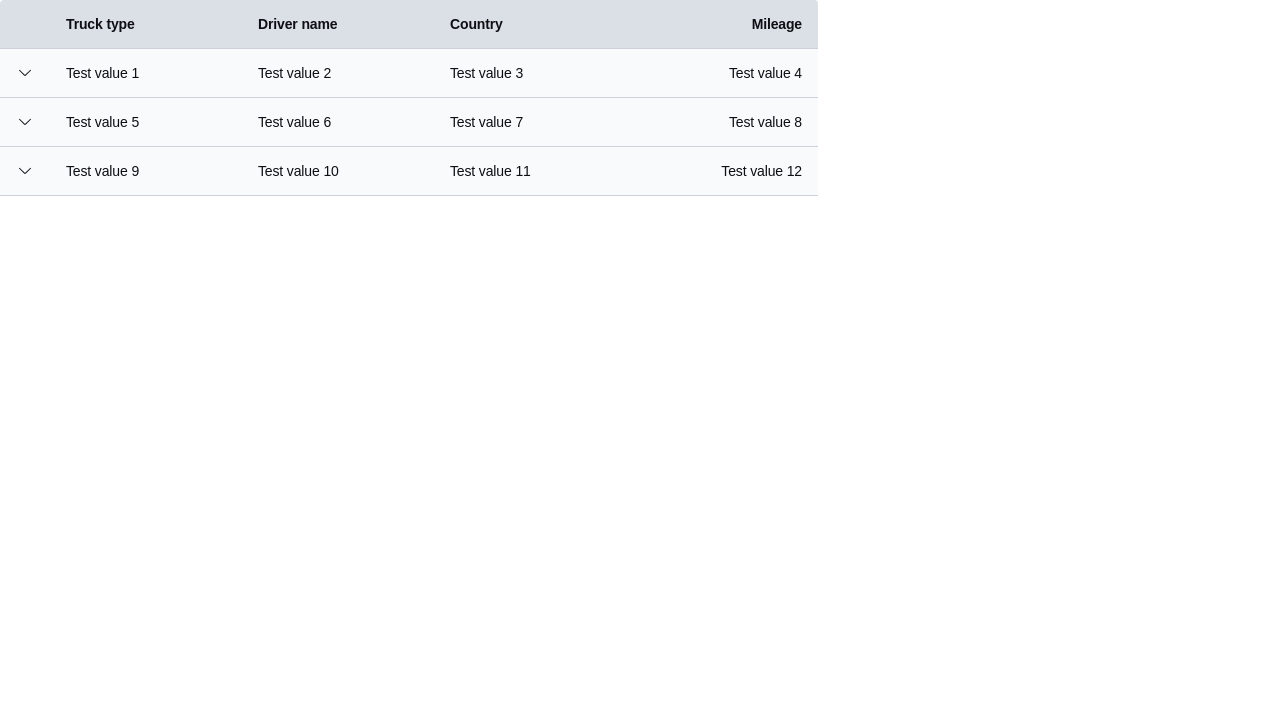 Truck type Driver name Country Mileage
Test value 1 Test value 2 Test value 3 Test value 4
Test value 5 Test value 6 Test value 7 Test value 8
Test value 9 Test value 10 Test value 11 Test value 12